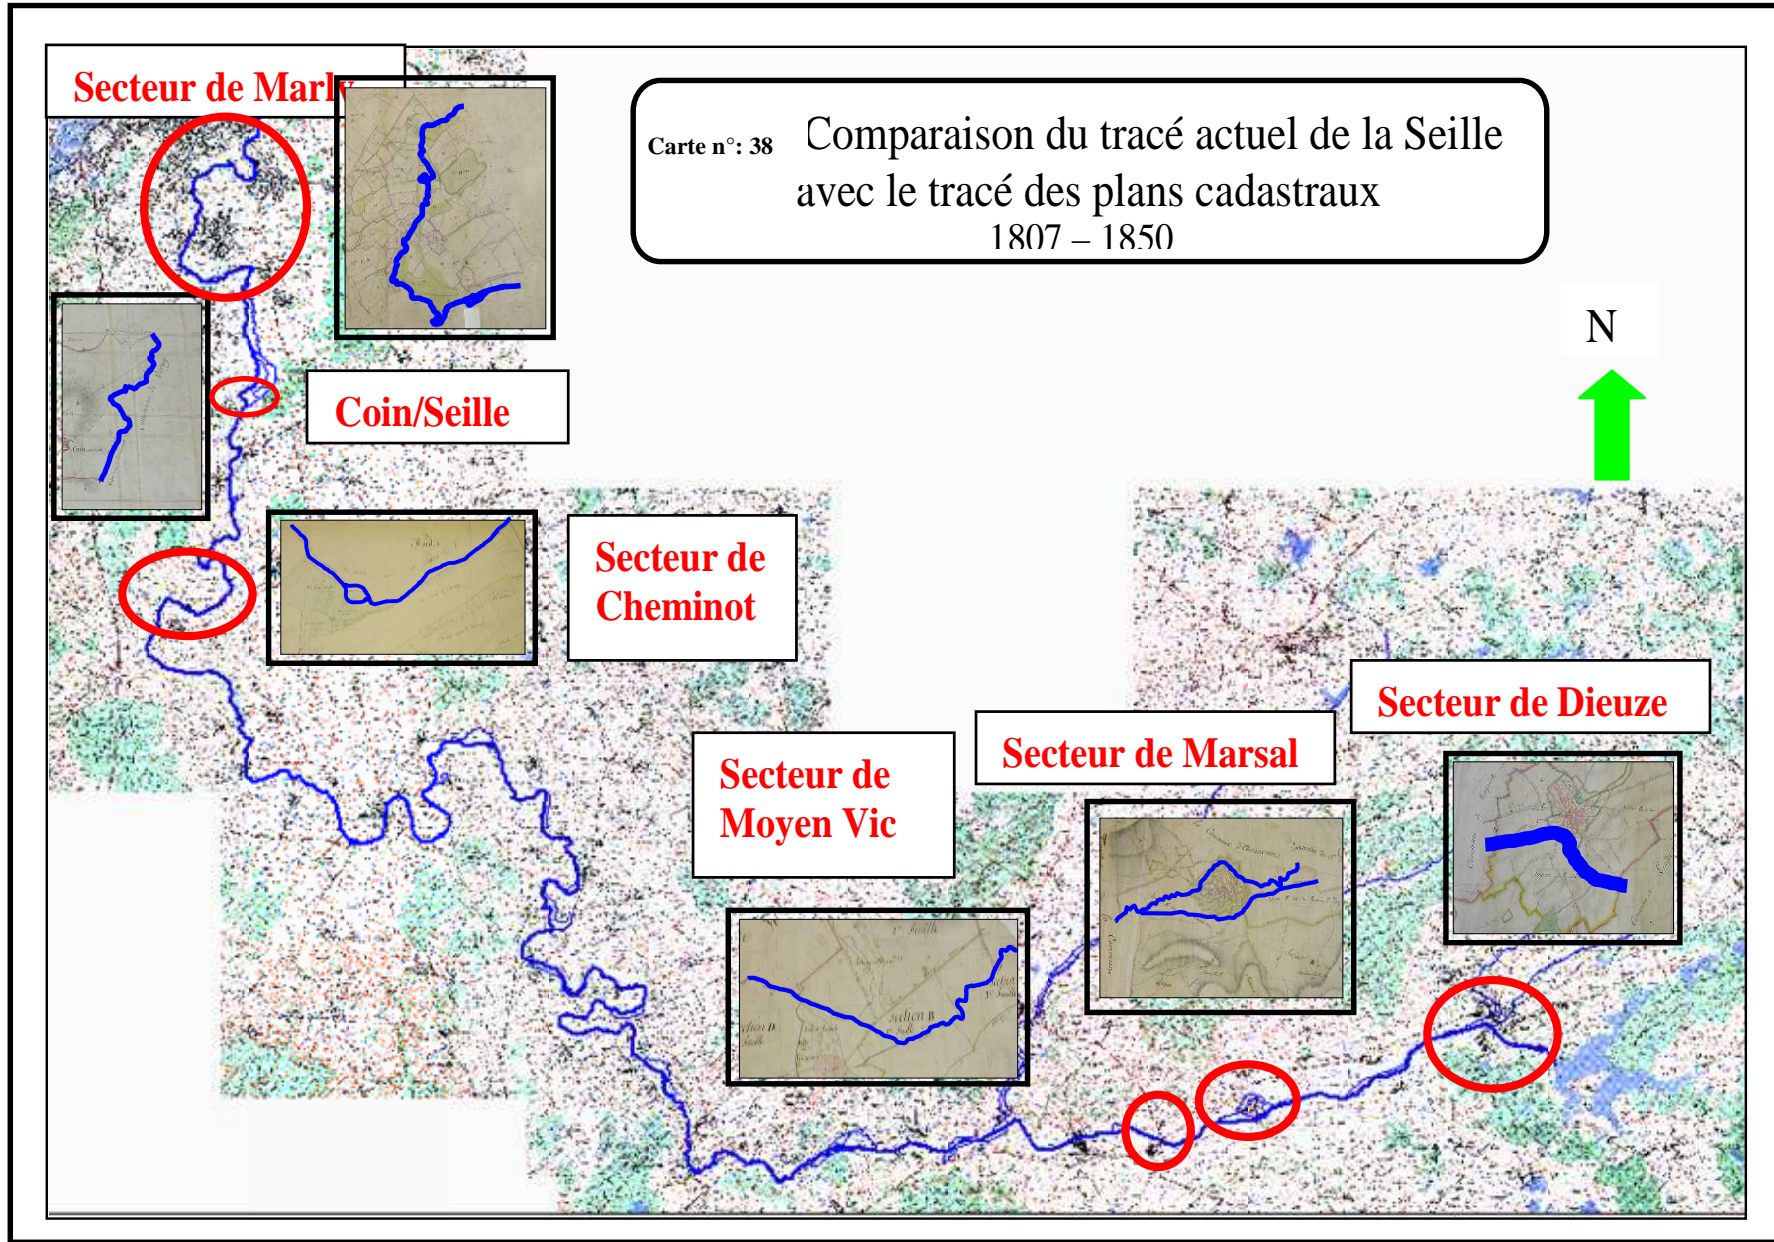 Secteur de Marly
Carte n°: 38
Comparaison du tracé actuel de la Seille
avec le tracé des plans cadastraux
1807 – 1850
N
Coin/Seille
Secteur de
Cheminot
Secteur de Dieuze
Secteur de Marsal
Secteur de
Moyen Vic
Section B